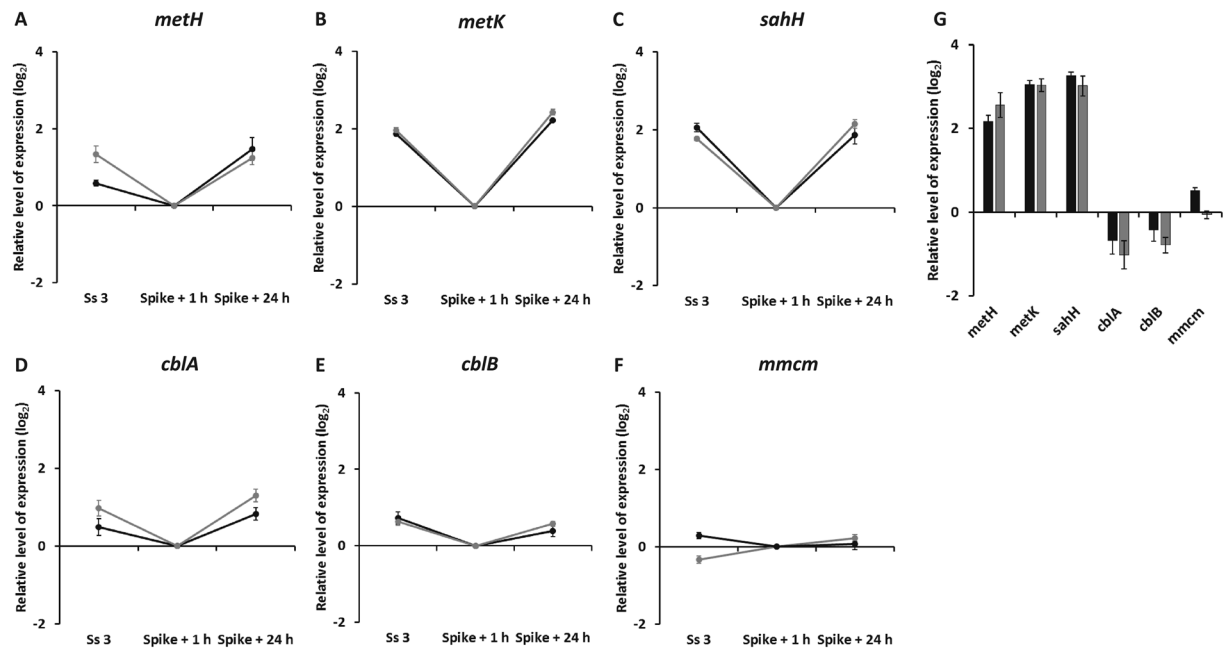 A
metH
Relative level of expression (log2)
4
2
0
-2
Ss 3
Spike + 1 h
Spike + 24 h
B
metK
Relative level of expression (log2)
4
2
0
-2
Ss 3
Spike + 1 h
Spike + 24 h
C
sahH
Relative level of expression (log2)
4
2
0
-2
Ss 3
Spike + 1 h
Spike + 24 h
G
Relative level of expression (log2)
4
2
0
-2
metH
metK
sahH
cblA
cblB
mmcm
D
cblA
Relative level of expression (log2)
4
2
0
-2
Ss 3
Spike + 1 h
Spike + 24 h
E
cblB
Relative level of expression (log2)
4
2
0
-2
Ss 3
Spike + 1 h
Spike + 24 h
F
mmcm
Relative level of expression (log2)
4
2
0
-2
Ss 3
Spike + 1 h
Spike + 24 h